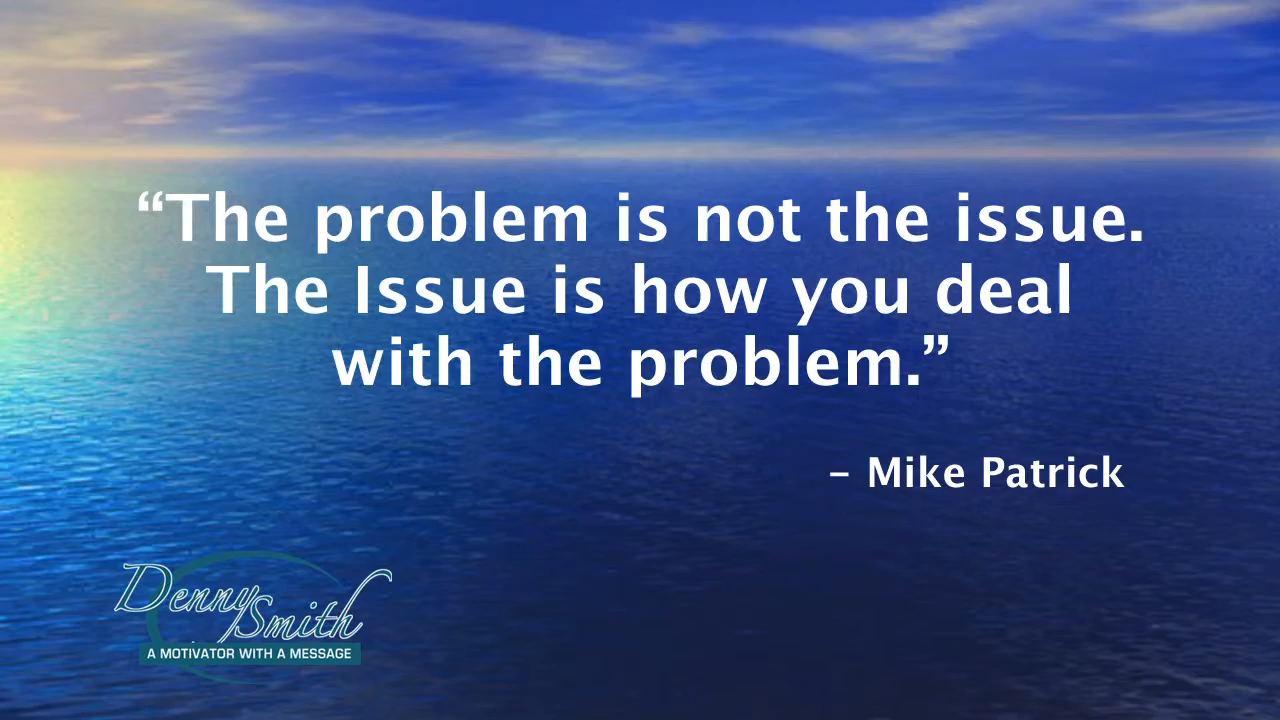 “The problem is not the issue.
The Issue is how you deal
with the problem.”
– Mike Patrick
Denny Smith
A MOTIVATOR WITH A MESSAGE